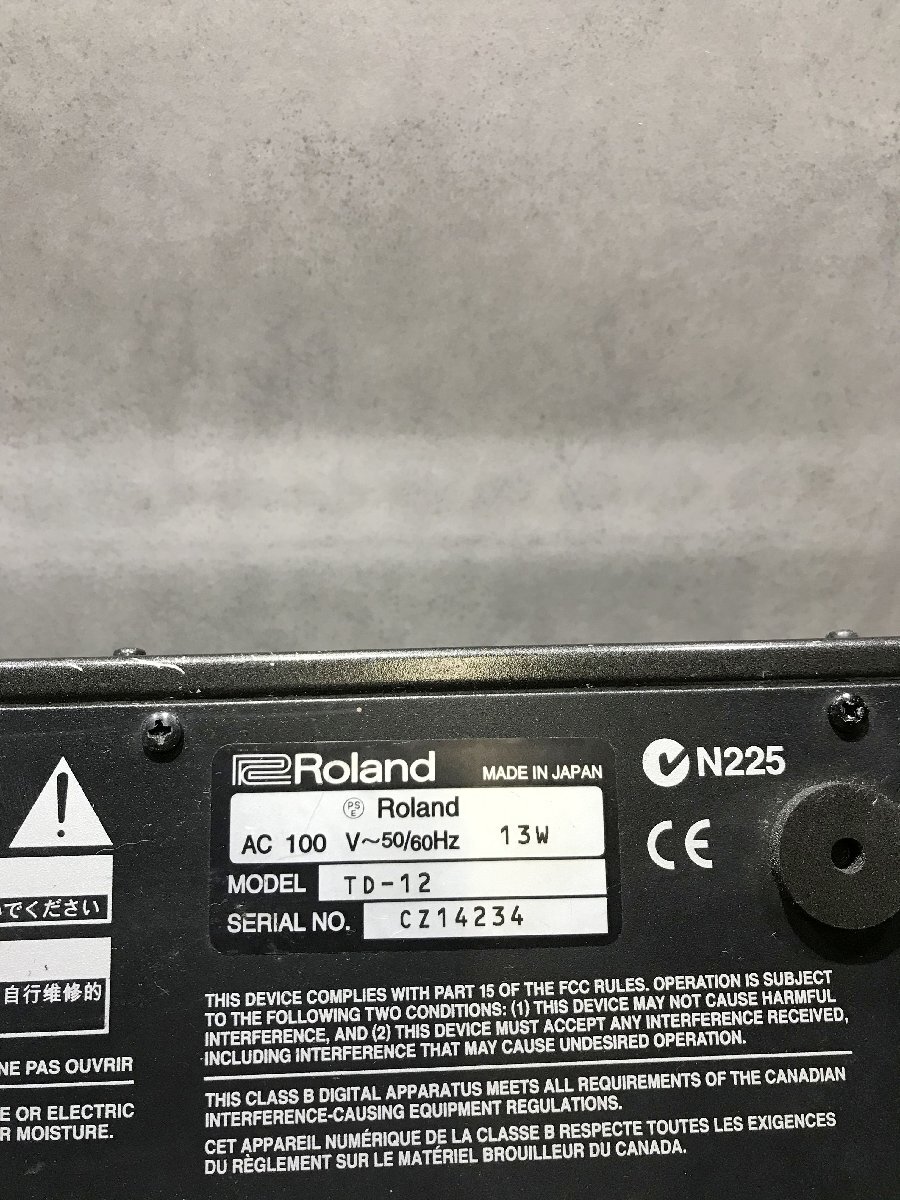 Roland MADE IN JAPAN
PS E Roland
AC 100 V~50/60Hz 13W
MODEL TD-12
SERIAL NO. CZ14234
N225
CE
!
でください
自行维修的
NE PAS OUVRIR
E OR ELECTRIC
R MOISTURE.
THIS DEVICE COMPLIES WITH PART 15 OF THE FCC RULES. OPERATION IS SUBJECT
TO THE FOLLOWING TWO CONDITIONS: (1) THIS DEVICE MAY NOT CAUSE HARMFUL
INTERFERENCE, AND (2) THIS DEVICE MUST ACCEPT ANY INTERFERENCE RECEIVED,
INCLUDING INTERFERENCE THAT MAY CAUSE UNDESIRED OPERATION.
THIS CLASS B DIGITAL APPARATUS MEETS ALL REQUIREMENTS OF THE CANADIAN
INTERFERENCE-CAUSING EQUIPMENT REGULATIONS.
CET APPAREIL NUMÉRIQUE DE LA CLASSE B RESPECTE TOUTES LES EXIGENCES
DU RÈGLEMENT SUR LE MATÉRIEL BROUILLEUR DU CANADA.